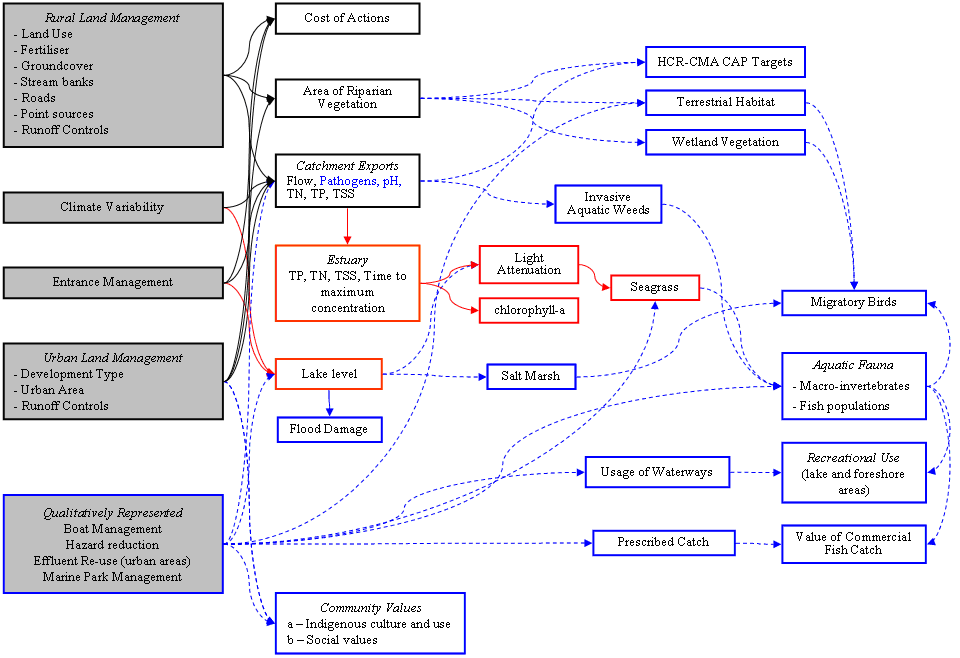 Rural Land Management
- Land Use
- Fertiliser
- Groundcover
- Stream banks
- Roads
- Point sources
- Runoff Controls
Climate Variability
Entrance Management
Urban Land Management
- Development Type
- Urban Area
- Runoff Controls
Qualitatively Represented
Boat Management
Hazard reduction
Effluent Re-use (urban areas)
Marine Park Management
Cost of Actions
Area of Riparian
Vegetation
Catchment Exports
Flow, Pathogens, pH,
TN, TP, TSS
Estuary
TP, TN, TSS, Time to
maximum
concentration
Lake level
Flood Damage
Community Values
a – Indigenous culture and use
b – Social values
Light
Attenuation
chlorophyll-a
Salt Marsh
Invasive
Aquatic Weeds
Seagrass
Usage of Waterways
Prescribed Catch
HCR-CMA CAP Targets
Terrestrial Habitat
Wetland Vegetation
Migratory Birds
Aquatic Fauna
- Macro-invertebrates
- Fish populations
Recreational Use
(lake and foreshore
areas)
Value of Commercial
Fish Catch